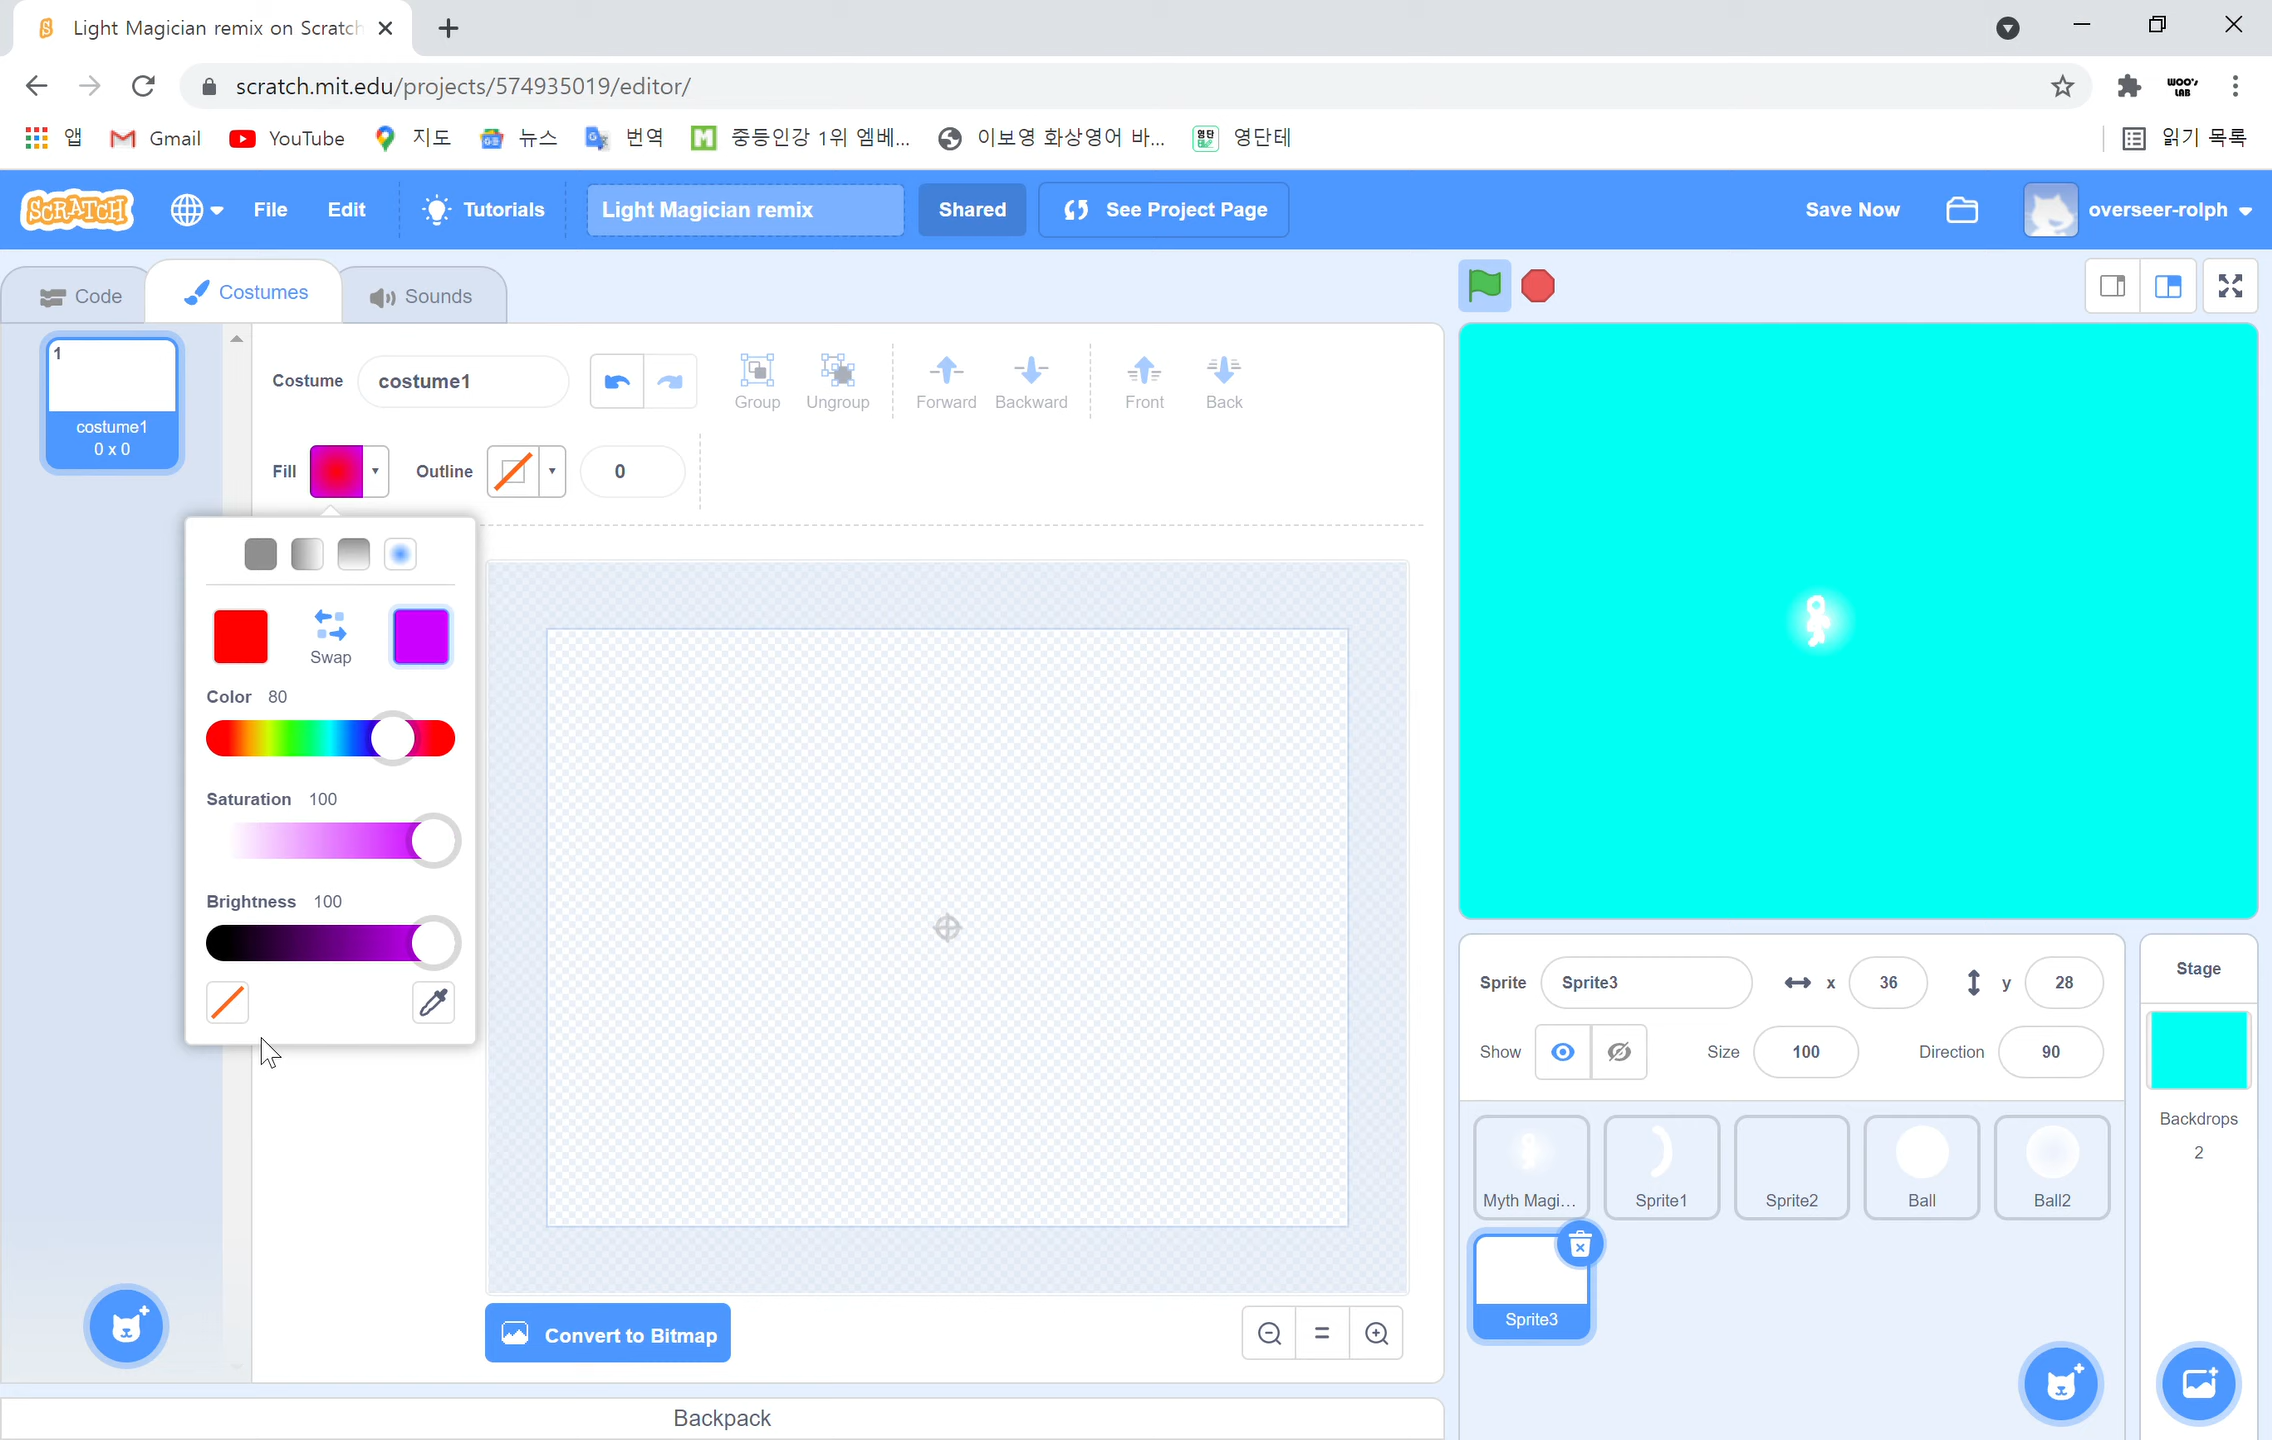 Light Magician remix on Scratch
scratch.mit.edu/projects/574935019/editor/
WOO's LAB
앱 Gmail YouTube 지도 뉴스 번역 중등인강 1위 엠베... 이보영 화상영어 바... 영단테 읽기 목록
SCRATCH File Edit Tutorials Light Magician remix Shared See Project Page Save Now overseer-rolph
Code Costumes Sounds
1
costume1
0 x 0
Costume costume1 Group Ungroup Forward Backward Front Back
Fill Outline 0
Swap
Color 80
Saturation 100
Brightness 100
Convert to Bitmap
Backpack
Sprite Sprite3 x 36 y 28
Show Size 100 Direction 90
Myth Magi... Sprite1 Sprite2 Ball Ball2
Sprite3
Stage
Backdrops
2